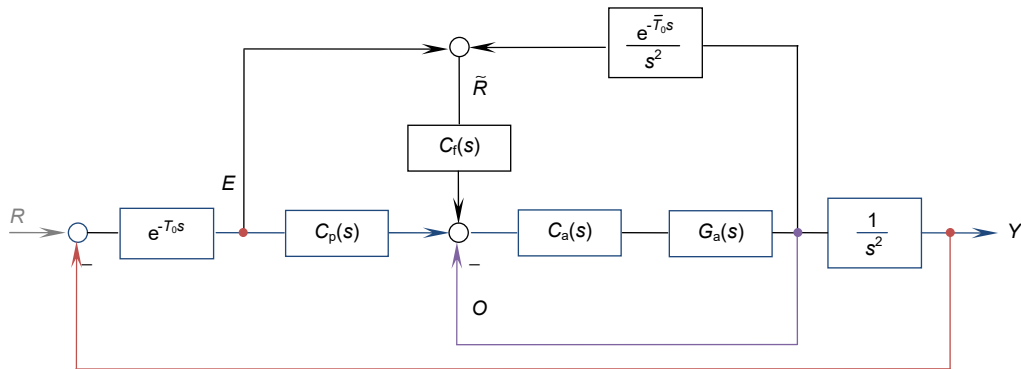 e^{-T̅₀s}
s²
R̃
C_f(s)
E
R
e^{-T₀s}
C_p(s)
C_a(s)
G_a(s)
1
s²
Y
−
−
O